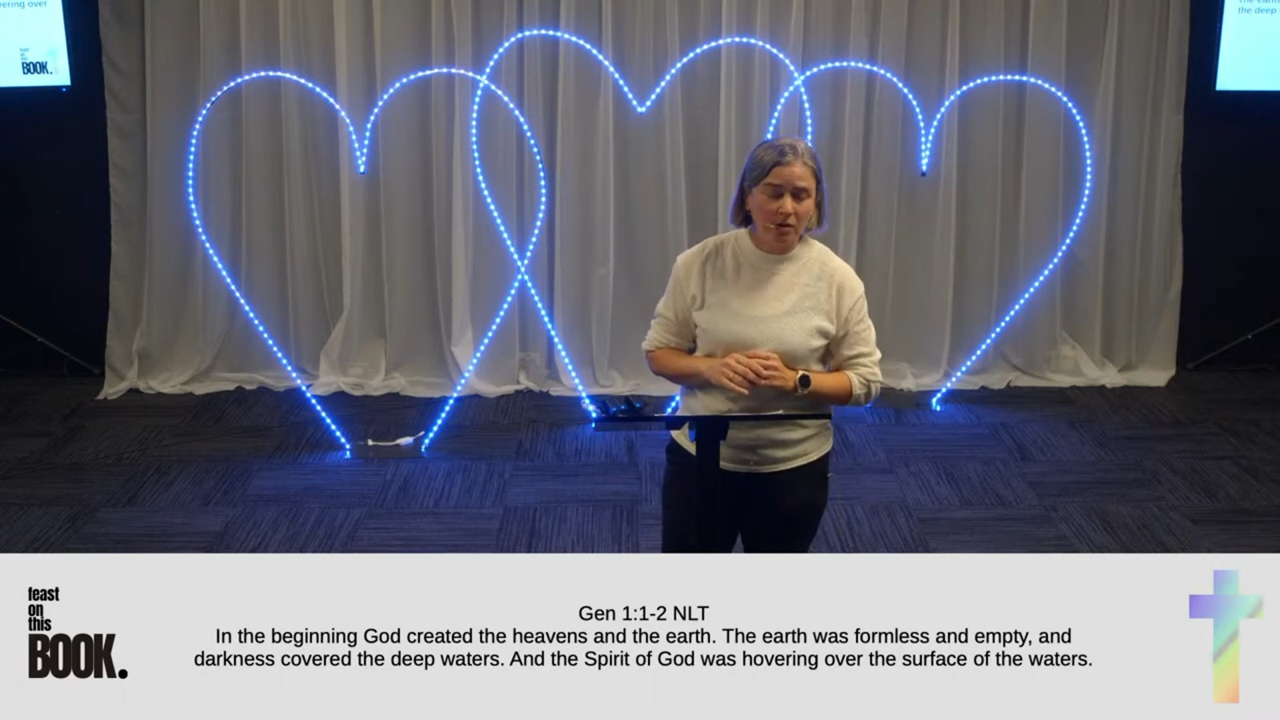 ering over
BOOK.
the deep
feast
on
this
BOOK.
Gen 1:1-2 NLT
In the beginning God created the heavens and the earth. The earth was formless and empty, and
darkness covered the deep waters. And the Spirit of God was hovering over the surface of the waters.